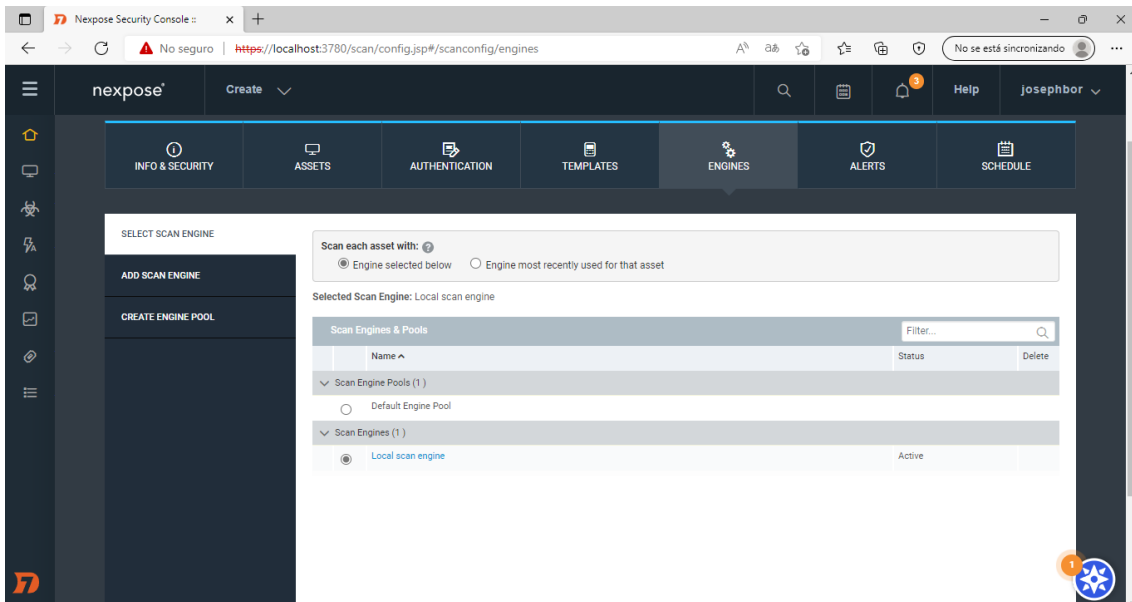 Nexpose Security Console ::
No seguro | https://localhost:3780/scan/config.jsp#/scanconfig/engines
No se está sincronizando
nexpose®
Create
3
Help
josephbor
INFO & SECURITY
ASSETS
AUTHENTICATION
TEMPLATES
ENGINES
ALERTS
SCHEDULE
SELECT SCAN ENGINE
ADD SCAN ENGINE
CREATE ENGINE POOL
Scan each asset with:
Engine selected below
Engine most recently used for that asset
Selected Scan Engine: Local scan engine
Scan Engines & Pools
Filter...
Name
Status
Delete
Scan Engine Pools (1 )
Default Engine Pool
Scan Engines (1 )
Local scan engine
Active
1